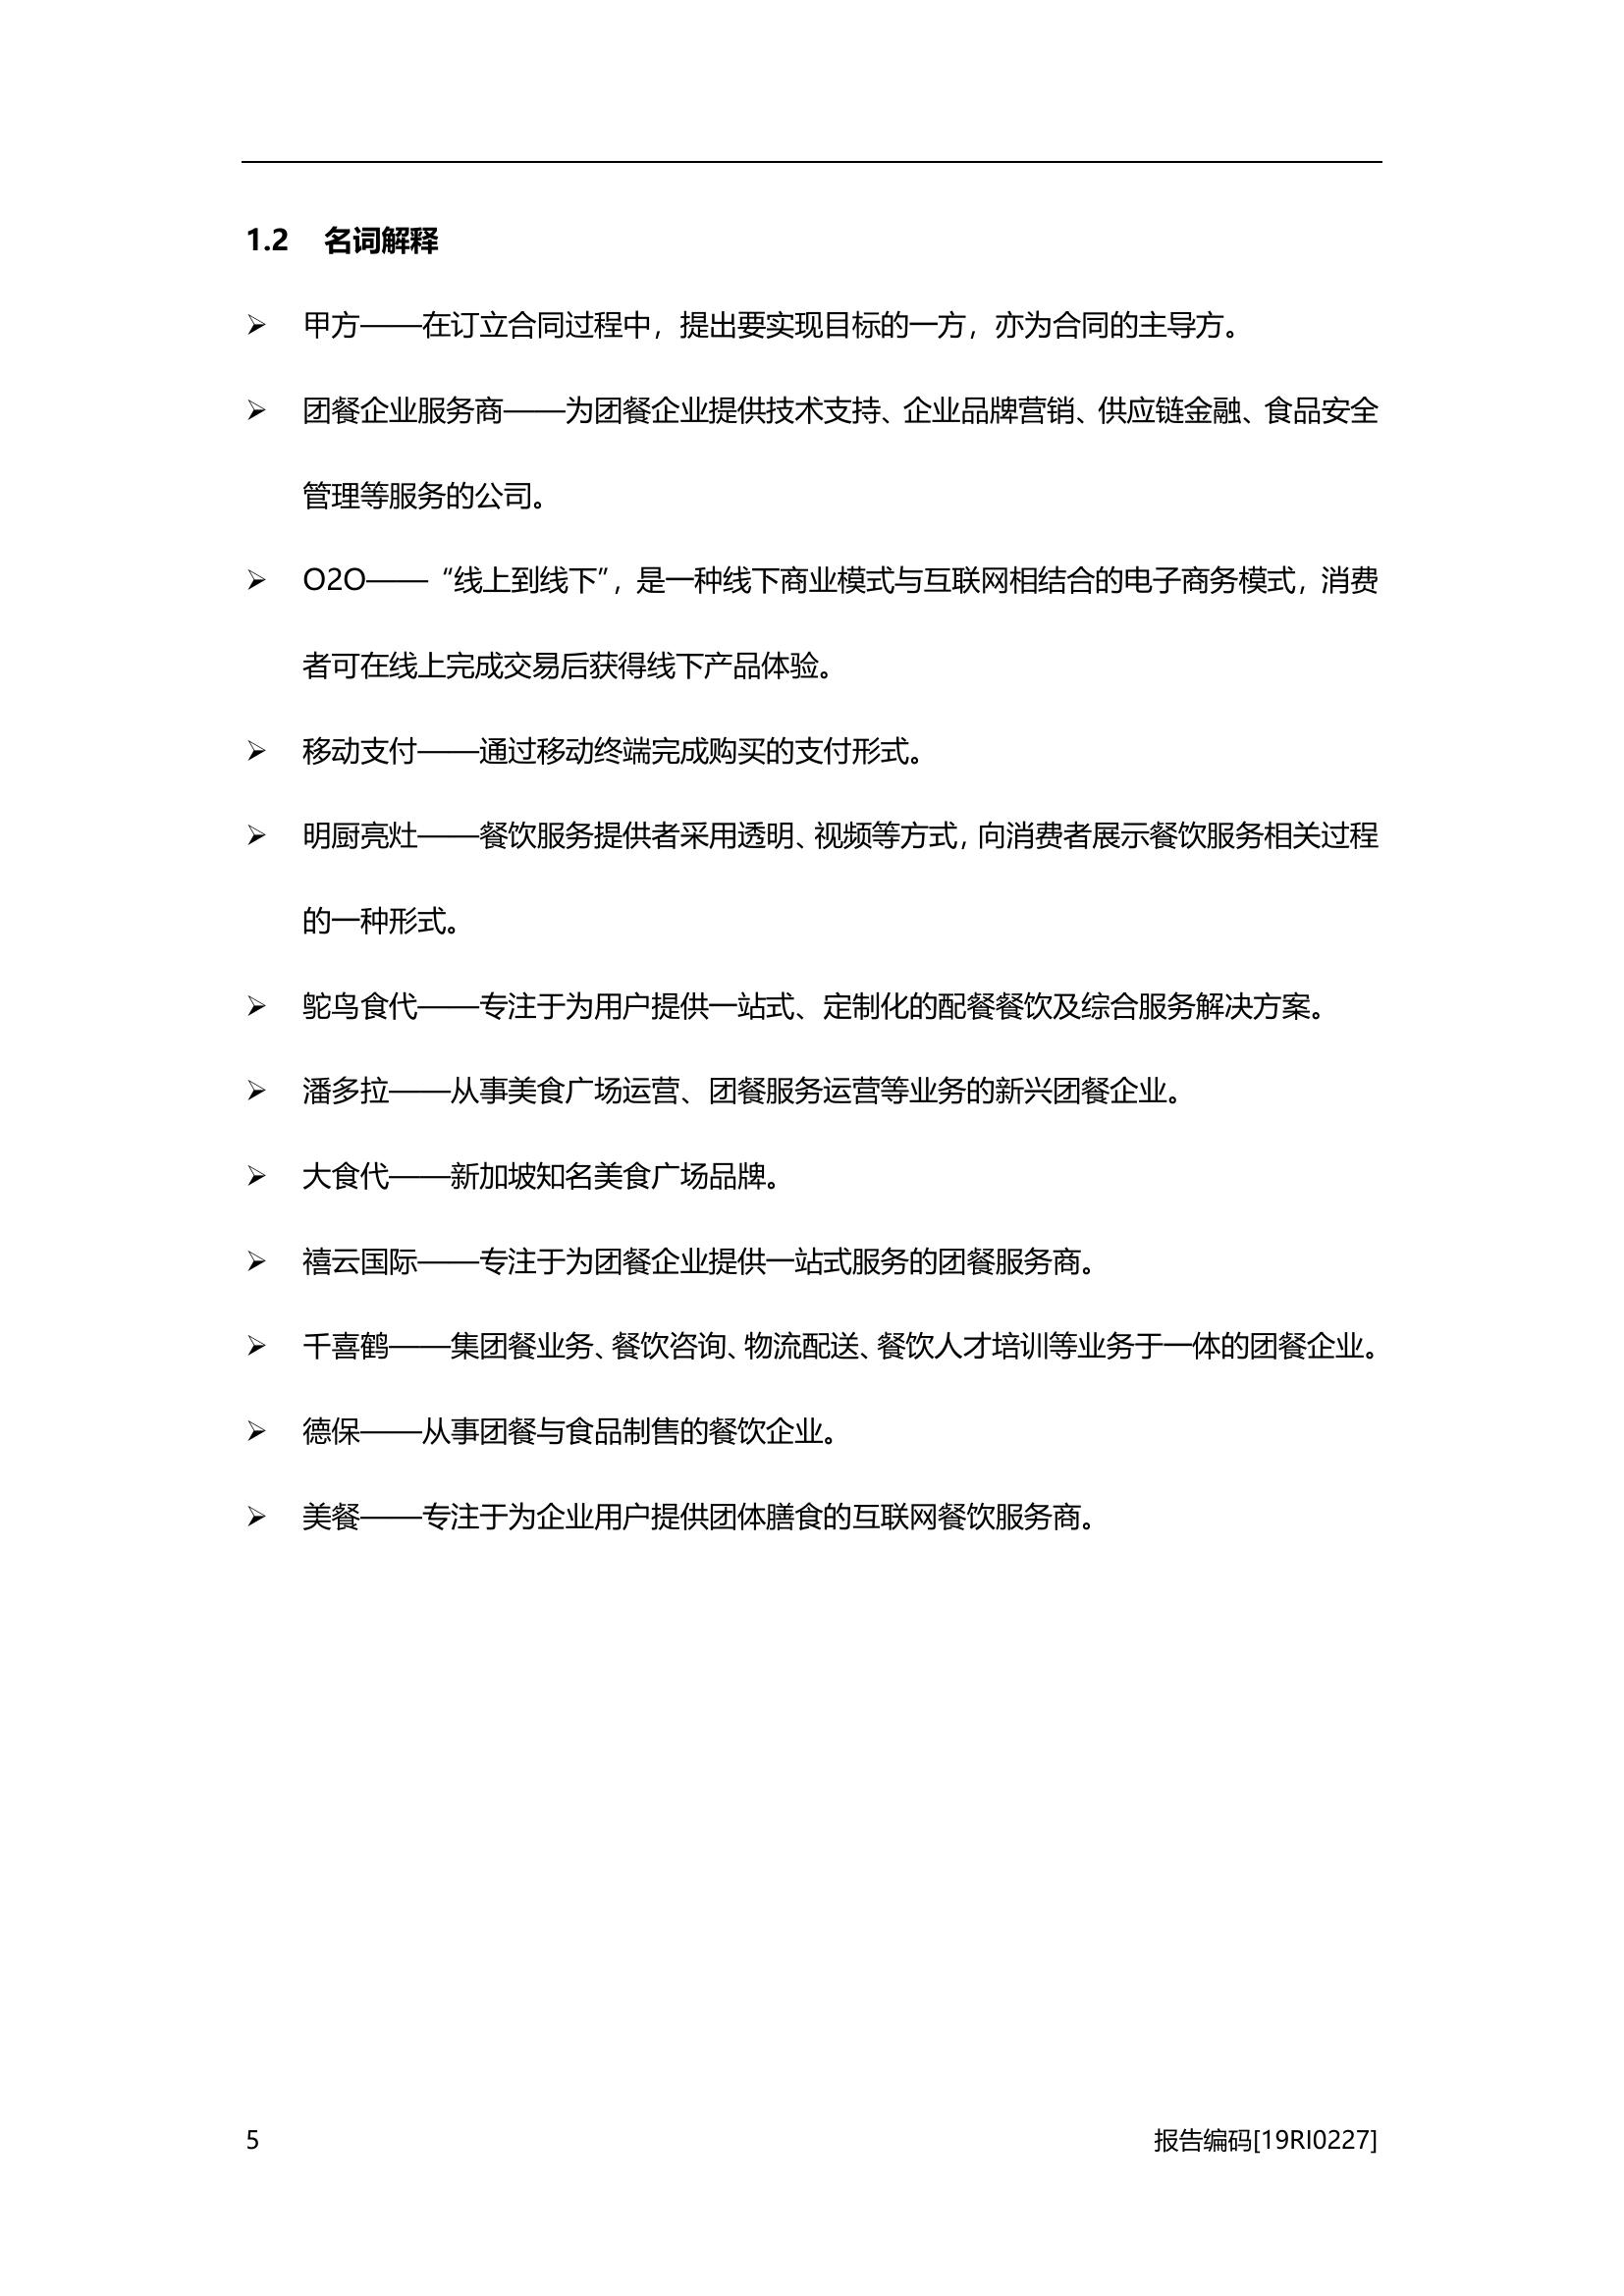 1.2 名词解释
➢ 甲方——在订立合同过程中，提出要实现目标的一方，亦为合同的主导方。
➢ 团餐企业服务商——为团餐企业提供技术支持、企业品牌营销、供应链金融、食品安全
管理等服务的公司。
➢ O2O——“线上到线下”，是一种线下商业模式与互联网相结合的电子商务模式，消费
者可在线上完成交易后获得线下产品体验。
➢ 移动支付——通过移动终端完成购买的支付形式。
➢ 明厨亮灶——餐饮服务提供者采用透明、视频等方式，向消费者展示餐饮服务相关过程
的一种形式。
➢ 鸵鸟食代——专注于为用户提供一站式、定制化的配餐餐饮及综合服务解决方案。
➢ 潘多拉——从事美食广场运营、团餐服务运营等业务的新兴团餐企业。
➢ 大食代——新加坡知名美食广场品牌。
➢ 禧云国际——专注于为团餐企业提供一站式服务的团餐服务商。
➢ 千喜鹤——集团餐业务、餐饮咨询、物流配送、餐饮人才培训等业务于一体的团餐企业。
➢ 德保——从事团餐与食品制售的餐饮企业。
➢ 美餐——专注于为企业用户提供团体膳食的互联网餐饮服务商。
5 报告编码[19RI0227]